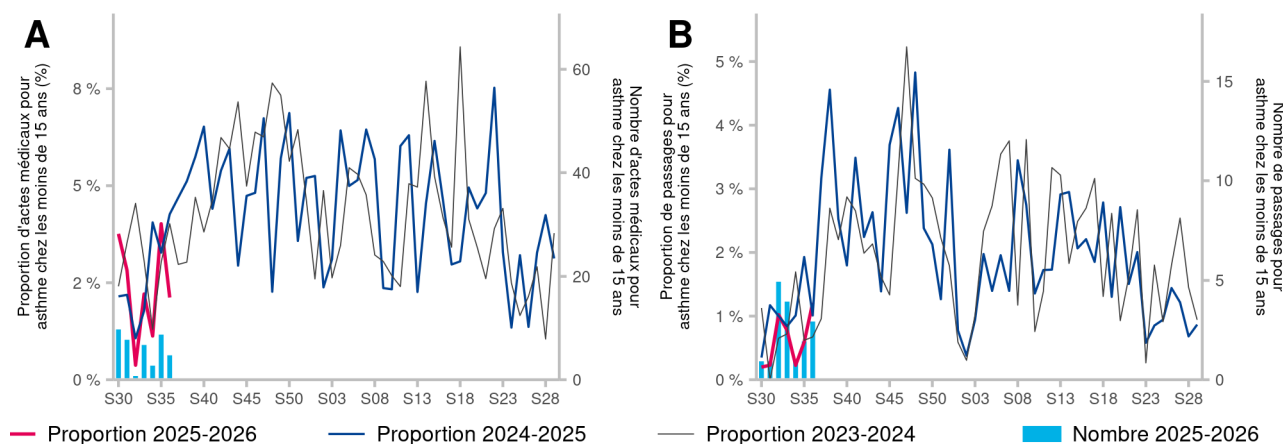 A
Proportion d'actes médicaux pour
asthme chez les moins de 15 ans (%)
8 %
5 %
2 %
0 %
60
40
20
0
Nombre d'actes médicaux pour
asthme chez les moins de 15 ans
S30 S35 S40 S45 S50 S03 S08 S13 S18 S23 S28
B
Proportion de passages pour
asthme chez les moins de 15 ans (%)
5 %
4 %
3 %
2 %
1 %
0 %
15
10
5
0
Nombre de passages pour
asthme chez les moins de 15 ans
S30 S35 S40 S45 S50 S03 S08 S13 S18 S23 S28
Proportion 2025-2026 Proportion 2024-2025 Proportion 2023-2024 Nombre 2025-2026